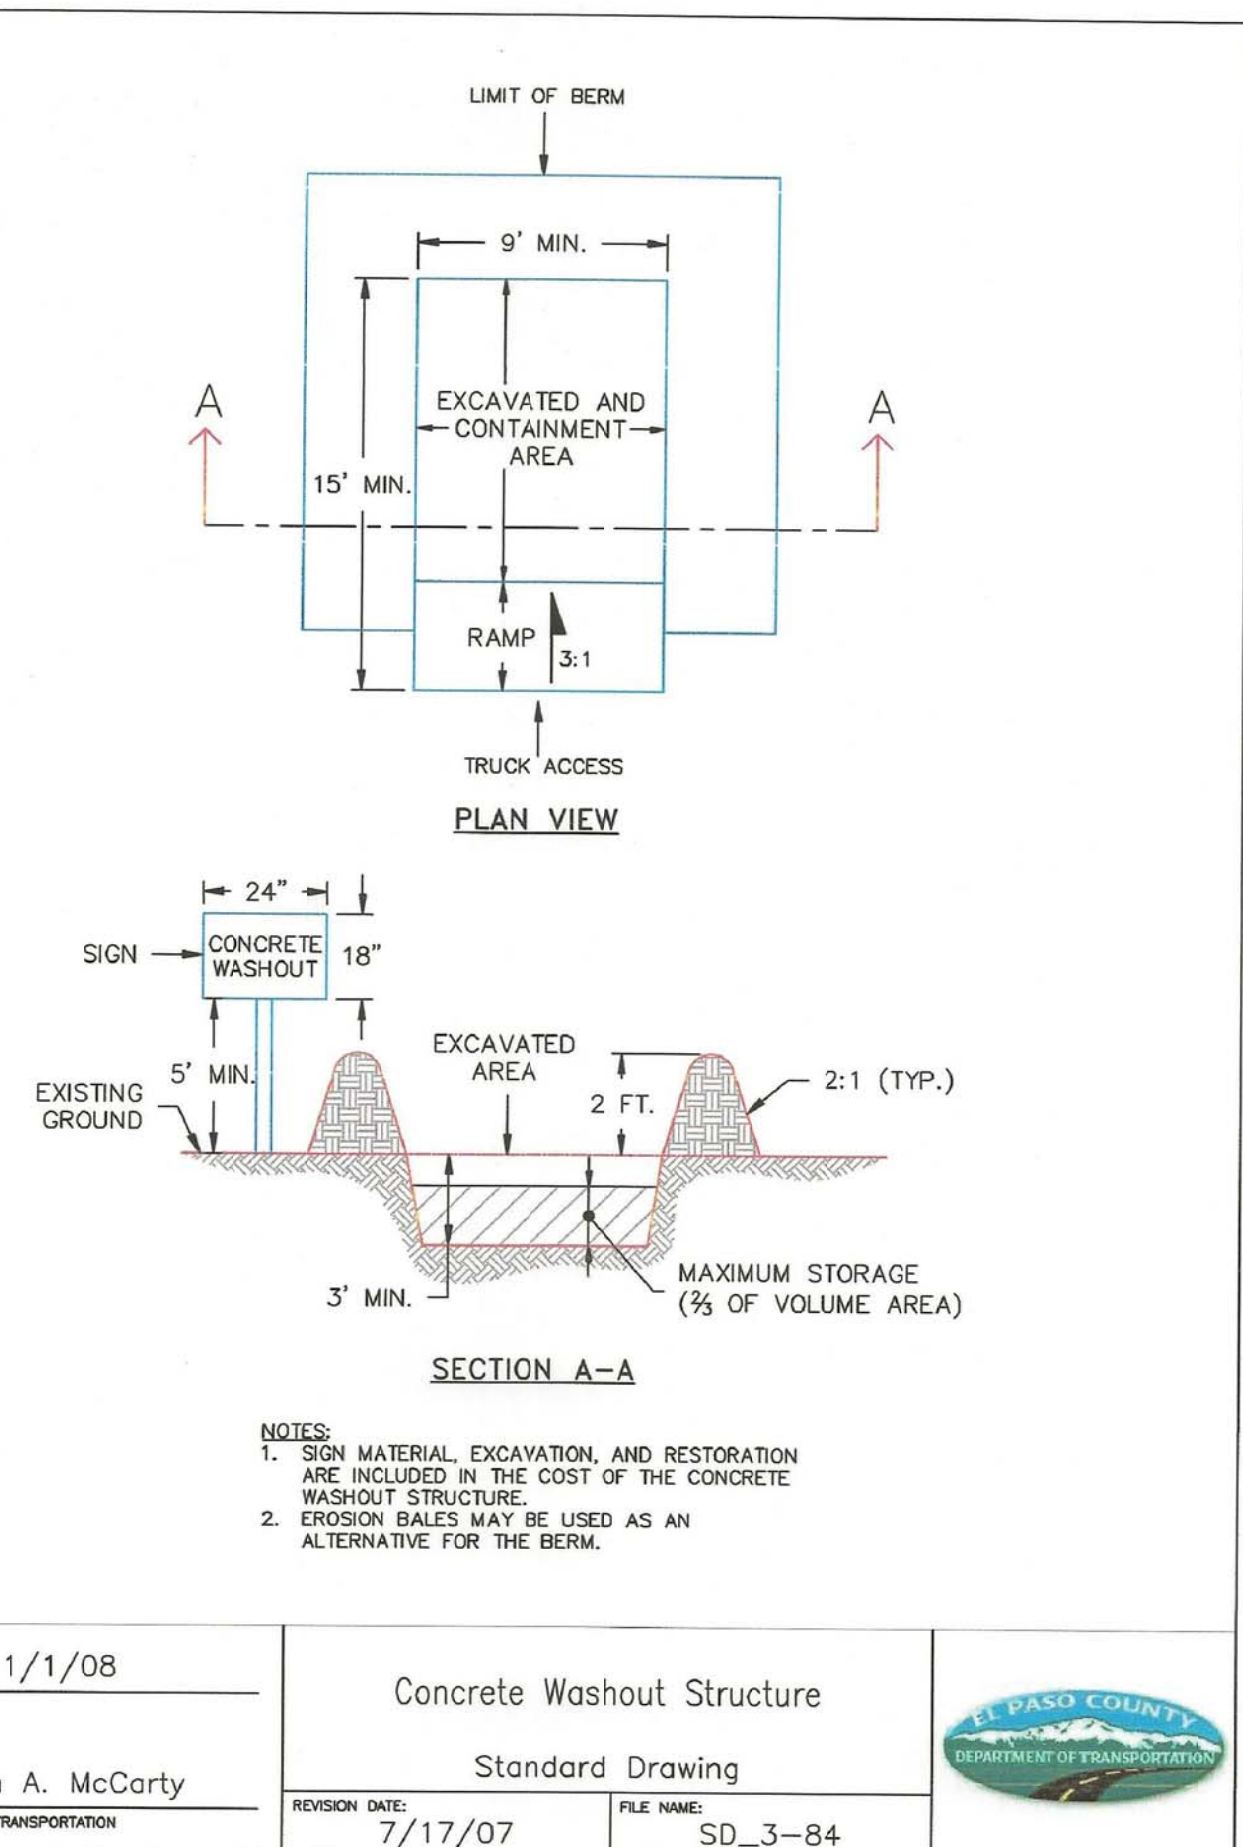 LIMIT OF BERM
9' MIN.
A
A
EXCAVATED AND
CONTAINMENT
AREA
15' MIN.
RAMP
3:1
TRUCK ACCESS
PLAN VIEW
24"
SIGN
CONCRETE
WASHOUT
18"
EXCAVATED
AREA
5' MIN.
2 FT.
2:1 (TYP.)
EXISTING
GROUND
3' MIN.
MAXIMUM STORAGE
(⅔ OF VOLUME AREA)
SECTION A-A
NOTES:
1. SIGN MATERIAL, EXCAVATION, AND RESTORATION
ARE INCLUDED IN THE COST OF THE CONCRETE
WASHOUT STRUCTURE.
2. EROSION BALES MAY BE USED AS AN
ALTERNATIVE FOR THE BERM.
1/1/08
A. McCarty
TRANSPORTATION
Concrete Washout Structure
Standard Drawing
REVISION DATE:
7/17/07
FILE NAME:
SD_3-84
EL PASO COUNTY
DEPARTMENT OF TRANSPORTATION